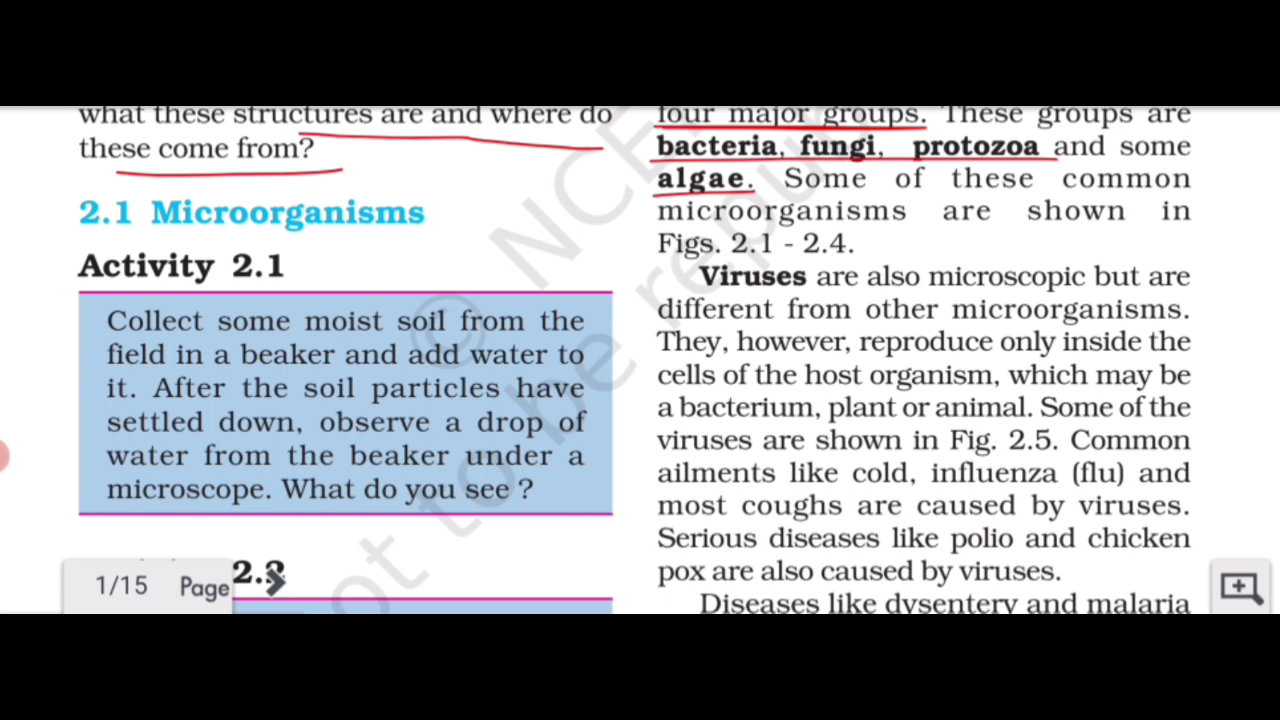 what these structures are and where do
these come from?
2.1 Microorganisms
Activity 2.1
Collect some moist soil from the
field in a beaker and add water to
it. After the soil particles have
settled down, observe a drop of
water from the beaker under a
microscope. What do you see ?
2.2
1/15 Page
four major groups. These groups are
bacteria, fungi, protozoa and some
algae. Some of these common
microorganisms are shown in
Figs. 2.1 - 2.4.
Viruses are also microscopic but are
different from other microorganisms.
They, however, reproduce only inside the
cells of the host organism, which may be
a bacterium, plant or animal. Some of the
viruses are shown in Fig. 2.5. Common
ailments like cold, influenza (flu) and
most coughs are caused by viruses.
Serious diseases like polio and chicken
pox are also caused by viruses.
Diseases like dysentery and malaria